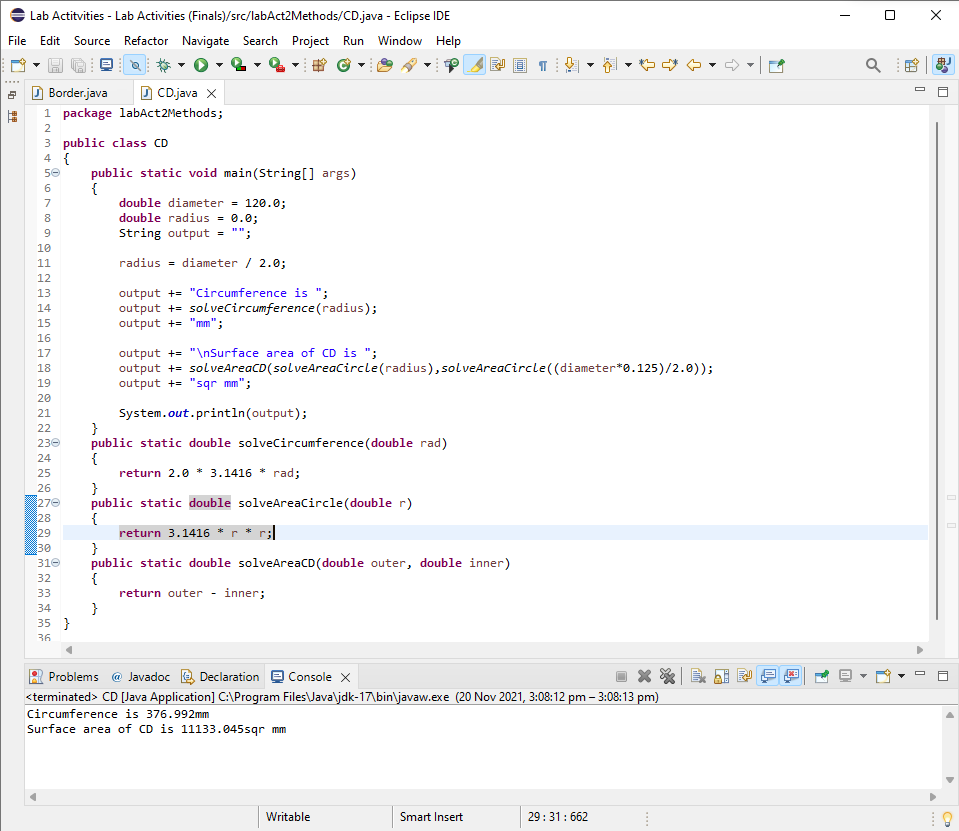 Lab Actitvities - Lab Activities (Finals)/src/labAct2Methods/CD.java - Eclipse IDE
File Edit Source Refactor Navigate Search Project Run Window Help
Border.java CD.java
1 package labAct2Methods;
2
3 public class CD
4 {
5 public static void main(String[] args)
6 {
7 double diameter = 120.0;
8 double radius = 0.0;
9 String output = "";
10
11 radius = diameter / 2.0;
12
13 output += "Circumference is ";
14 output += solveCircumference(radius);
15 output += "mm";
16
17 output += "\nSurface area of CD is ";
18 output += solveAreaCD(solveAreaCircle(radius),solveAreaCircle((diameter*0.125)/2.0));
19 output += "sqr mm";
20
21 System.out.println(output);
22 }
23 public static double solveCircumference(double rad)
24 {
25 return 2.0 * 3.1416 * rad;
26 }
27 public static double solveAreaCircle(double r)
28 {
29 return 3.1416 * r * r;
30 }
31 public static double solveAreaCD(double outer, double inner)
32 {
33 return outer - inner;
34 }
35 }
36
Problems @ Javadoc Declaration Console
<terminated> CD [Java Application] C:\Program Files\Java\jdk-17\bin\javaw.exe (20 Nov 2021, 3:08:12 pm – 3:08:13 pm)
Circumference is 376.992mm
Surface area of CD is 11133.045sqr mm
Writable Smart Insert 29 : 31 : 662